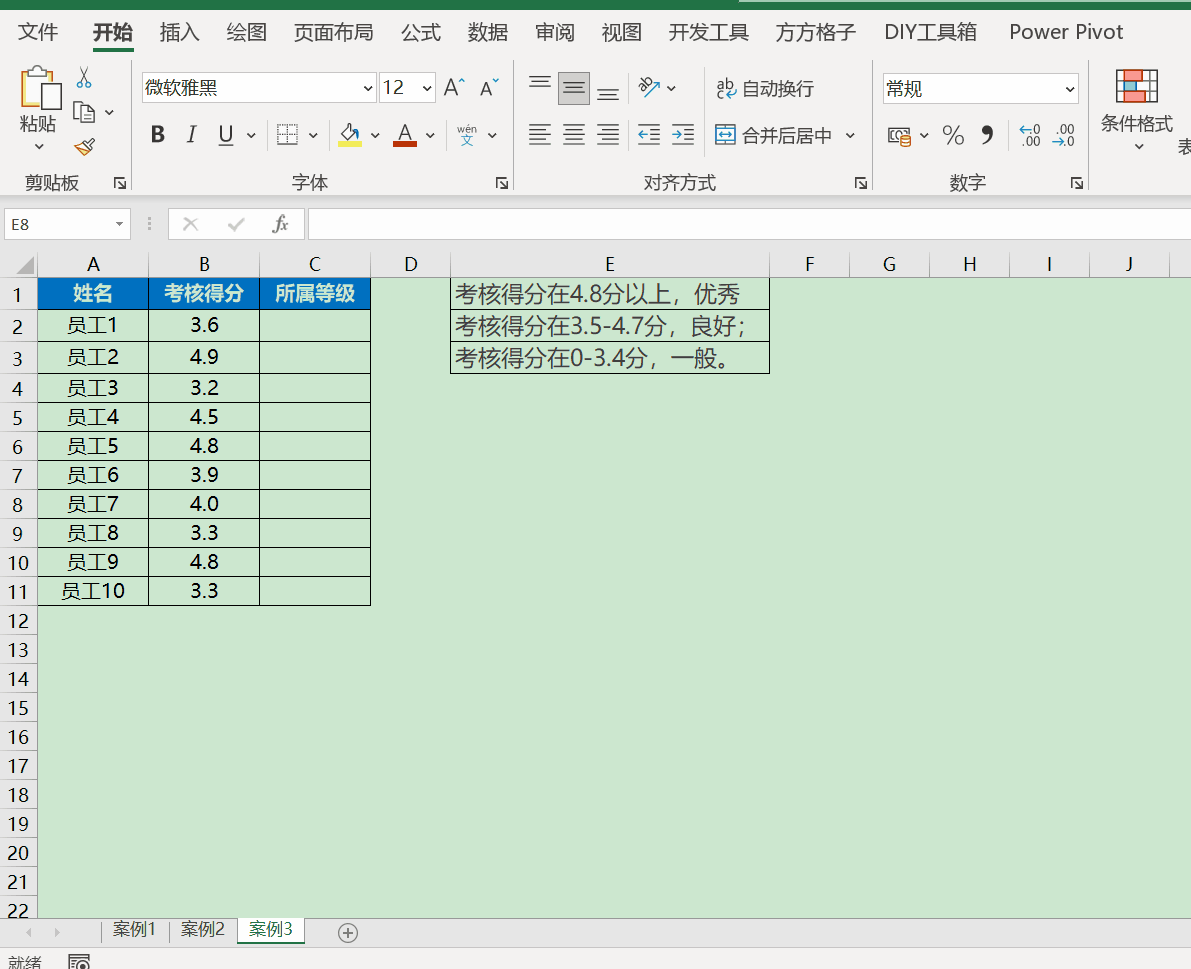 文件 开始 插入 绘图 页面布局 公式 数据 审阅 视图 开发工具 方方格子 DIY工具箱 Power Pivot
微软雅黑 12 A A 自动换行 常规
粘贴 B I U A wén 文 合并后居中 % .00 .00 条件格式 表
剪贴板 字体 对齐方式 数字
E8 fx
A B C D E F G H I J
1 姓名 考核得分 所属等级 考核得分在4.8分以上，优秀
2 员工1 3.6 考核得分在3.5-4.7分，良好；
3 员工2 4.9 考核得分在0-3.4分，一般。
4 员工3 3.2
5 员工4 4.5
6 员工5 4.8
7 员工6 3.9
8 员工7 4.0
9 员工8 3.3
10 员工9 4.8
11 员工10 3.3
12
13
14
15
16
17
18
19
20
21
22
案例1 案例2 案例3
就绪